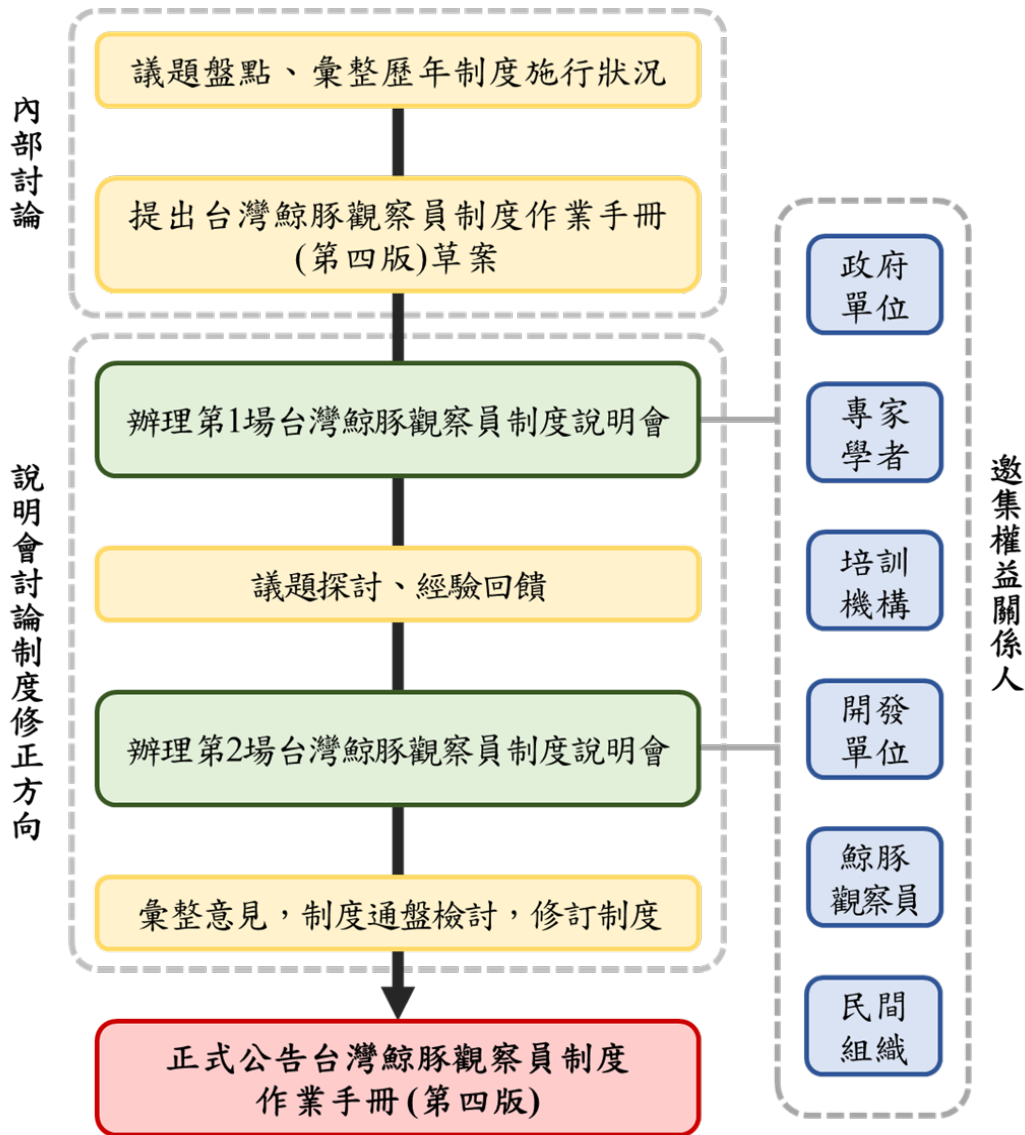 內部討論
議題盤點、彙整歷年制度施行狀況
提出台灣鯨豚觀察員制度作業手冊
(第四版)草案
說明會討論制度修正方向
辦理第1場台灣鯨豚觀察員制度說明會
議題探討、經驗回饋
辦理第2場台灣鯨豚觀察員制度說明會
彙整意見，制度通盤檢討，修訂制度
正式公告台灣鯨豚觀察員制度
作業手冊(第四版)
政府
單位
專家
學者
培訓
機構
開發
單位
鯨豚
觀察員
民間
組織
邀集權益關係人